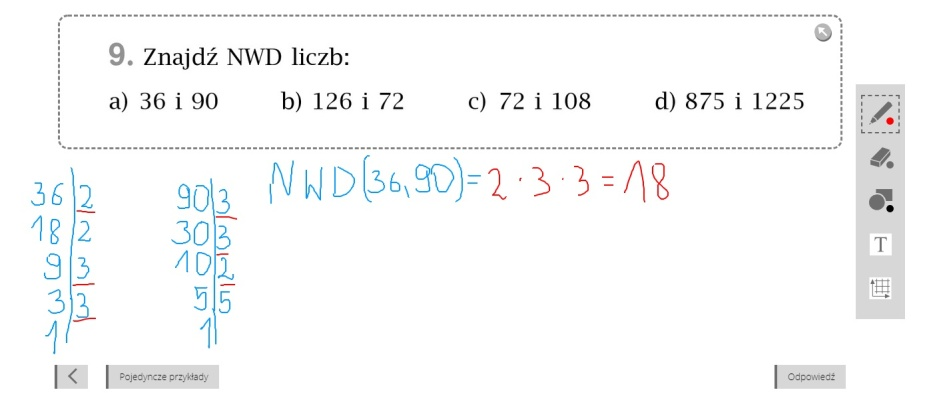 9. Znajdź NWD liczb:
a) 36 i 90 b) 126 i 72 c) 72 i 108 d) 875 i 1225
NWD(36,90)=2·3·3=18
36 2
18 2
9 3
3 3
1
90 3
30 3
10 2
5 5
1
T
Pojedyncze przykłady
Odpowiedź